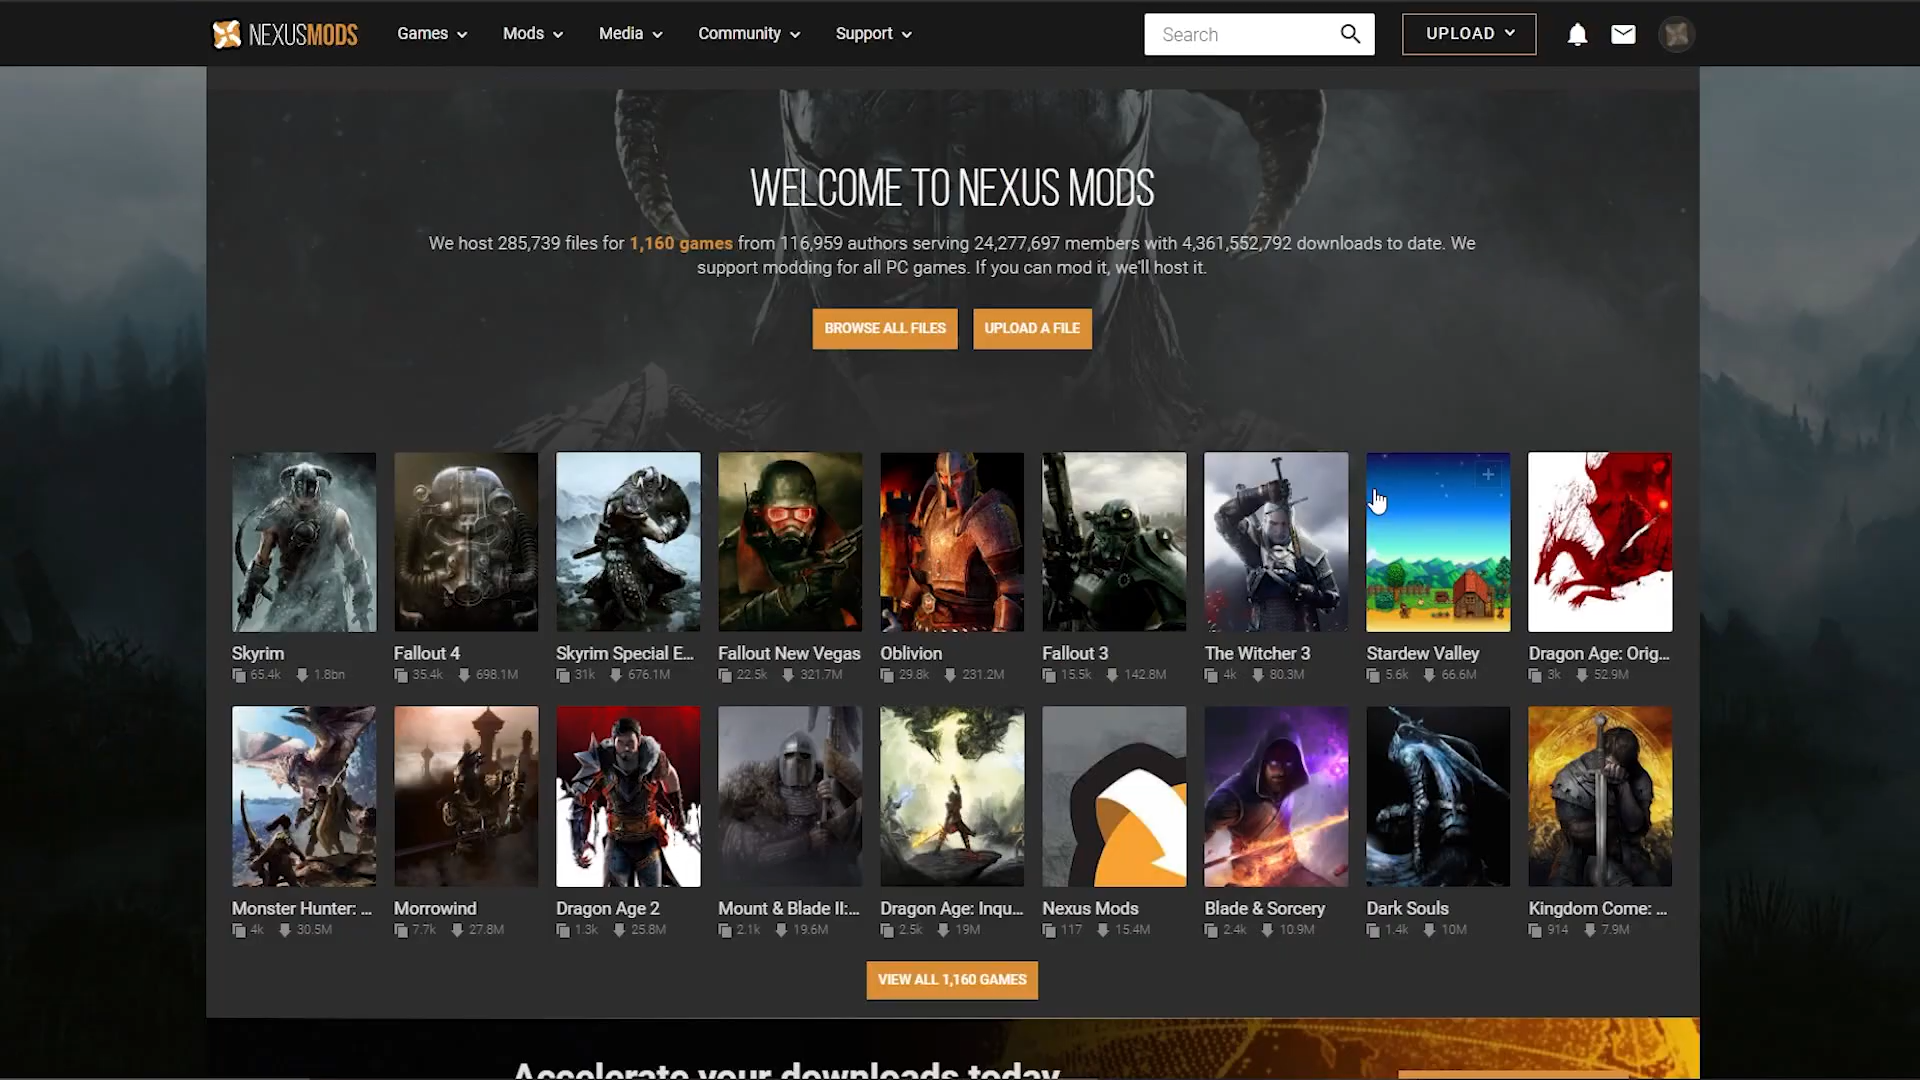 NEXUSMODS Games Mods Media Community Support Search UPLOAD
WELCOME TO NEXUS MODS
We host 285,739 files for 1,160 games from 116,959 authors serving 24,277,697 members with 4,361,552,792 downloads to date. We
support modding for all PC games. If you can mod it, we'll host it.
BROWSE ALL FILES UPLOAD A FILE
Skyrim Fallout 4 Skyrim Special E... Fallout New Vegas Oblivion Fallout 3 The Witcher 3 Stardew Valley Dragon Age: Orig...
65.4k 1.8bn 35.4k 698.1M 31k 676.1M 22.5k 321.7M 29.8k 231.2M 15.5k 142.8M 4k 80.3M 5.6k 66.6M 3k 52.9M
Monster Hunter: ... Morrowind Dragon Age 2 Mount & Blade II:... Dragon Age: Inqu... Nexus Mods Blade & Sorcery Dark Souls Kingdom Come: ...
4k 30.5M 7.7k 27.8M 1.3k 25.8M 2.1k 19.6M 2.5k 19M 117 15.4M 2.4k 10.9M 1.4k 10M 914 7.9M
VIEW ALL 1,160 GAMES
Accelerate your downloads today